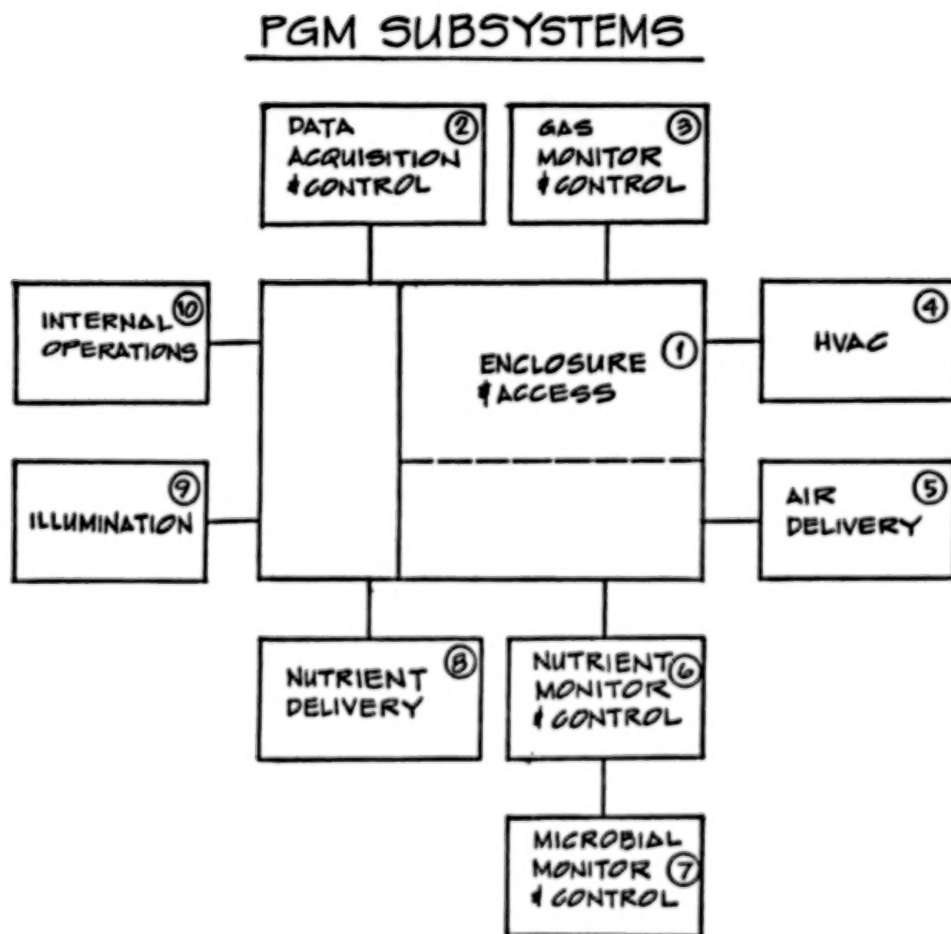 PGM SUBSYSTEMS
DATA ②
ACQUISITION
& CONTROL
GAS ③
MONITOR
& CONTROL
INTERNAL ⑩
OPERATIONS
ENCLOSURE ①
& ACCESS
④
HVAC
⑨
ILLUMINATION
AIR ⑤
DELIVERY
NUTRIENT ⑧
DELIVERY
NUTRIENT ⑥
MONITOR
& CONTROL
MICROBIAL
MONITOR ⑦
& CONTROL